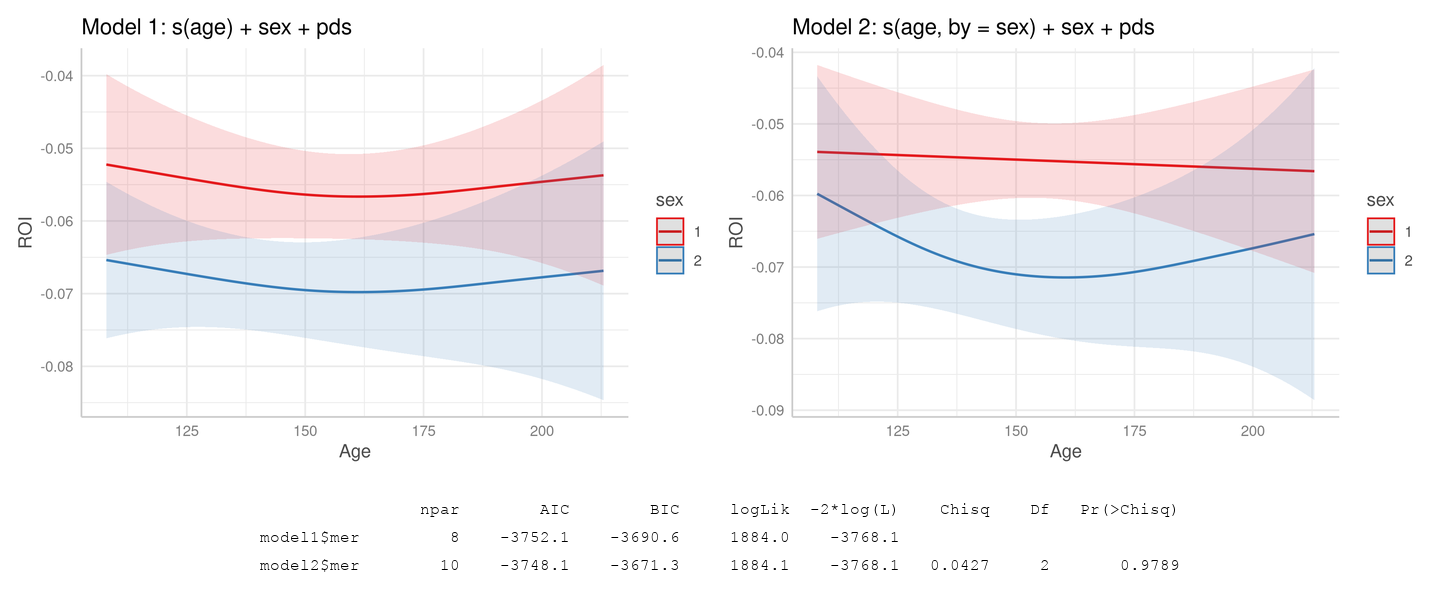 Model 1: s(age) + sex + pds
-0.04
-0.05
-0.06
-0.07
-0.08
ROI
125 150 175 200
Age
sex
1
2
Model 2: s(age, by = sex) + sex + pds
-0.04
-0.05
-0.06
-0.07
-0.08
-0.09
ROI
125 150 175 200
Age
sex
1
2
npar AIC BIC logLik -2*log(L) Chisq Df Pr(>Chisq)
model1$mer 8 -3752.1 -3690.6 1884.0 -3768.1
model2$mer 10 -3748.1 -3671.3 1884.1 -3768.1 0.0427 2 0.9789